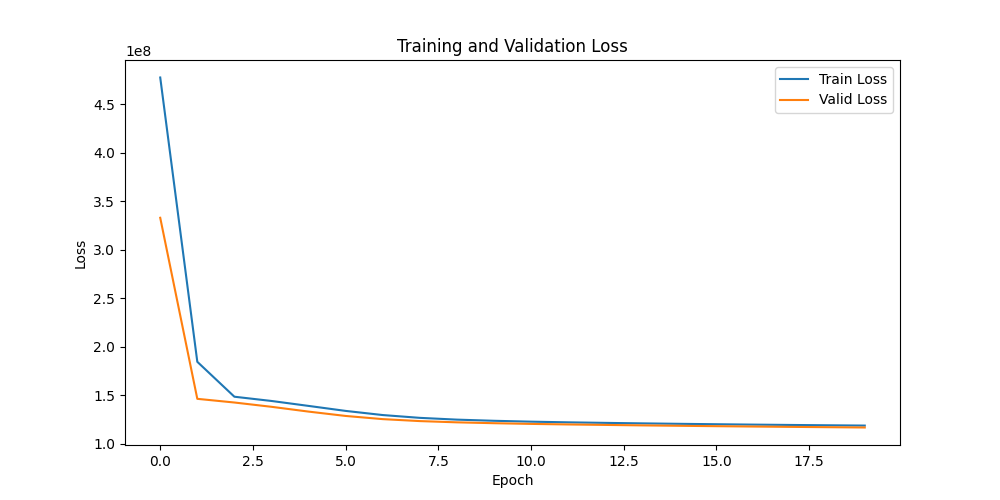 Training and Validation Loss
1e8
Train Loss
Valid Loss
4.5
4.0
3.5
3.0
2.5
2.0
1.5
1.0
Loss
0.0 2.5 5.0 7.5 10.0 12.5 15.0 17.5
Epoch